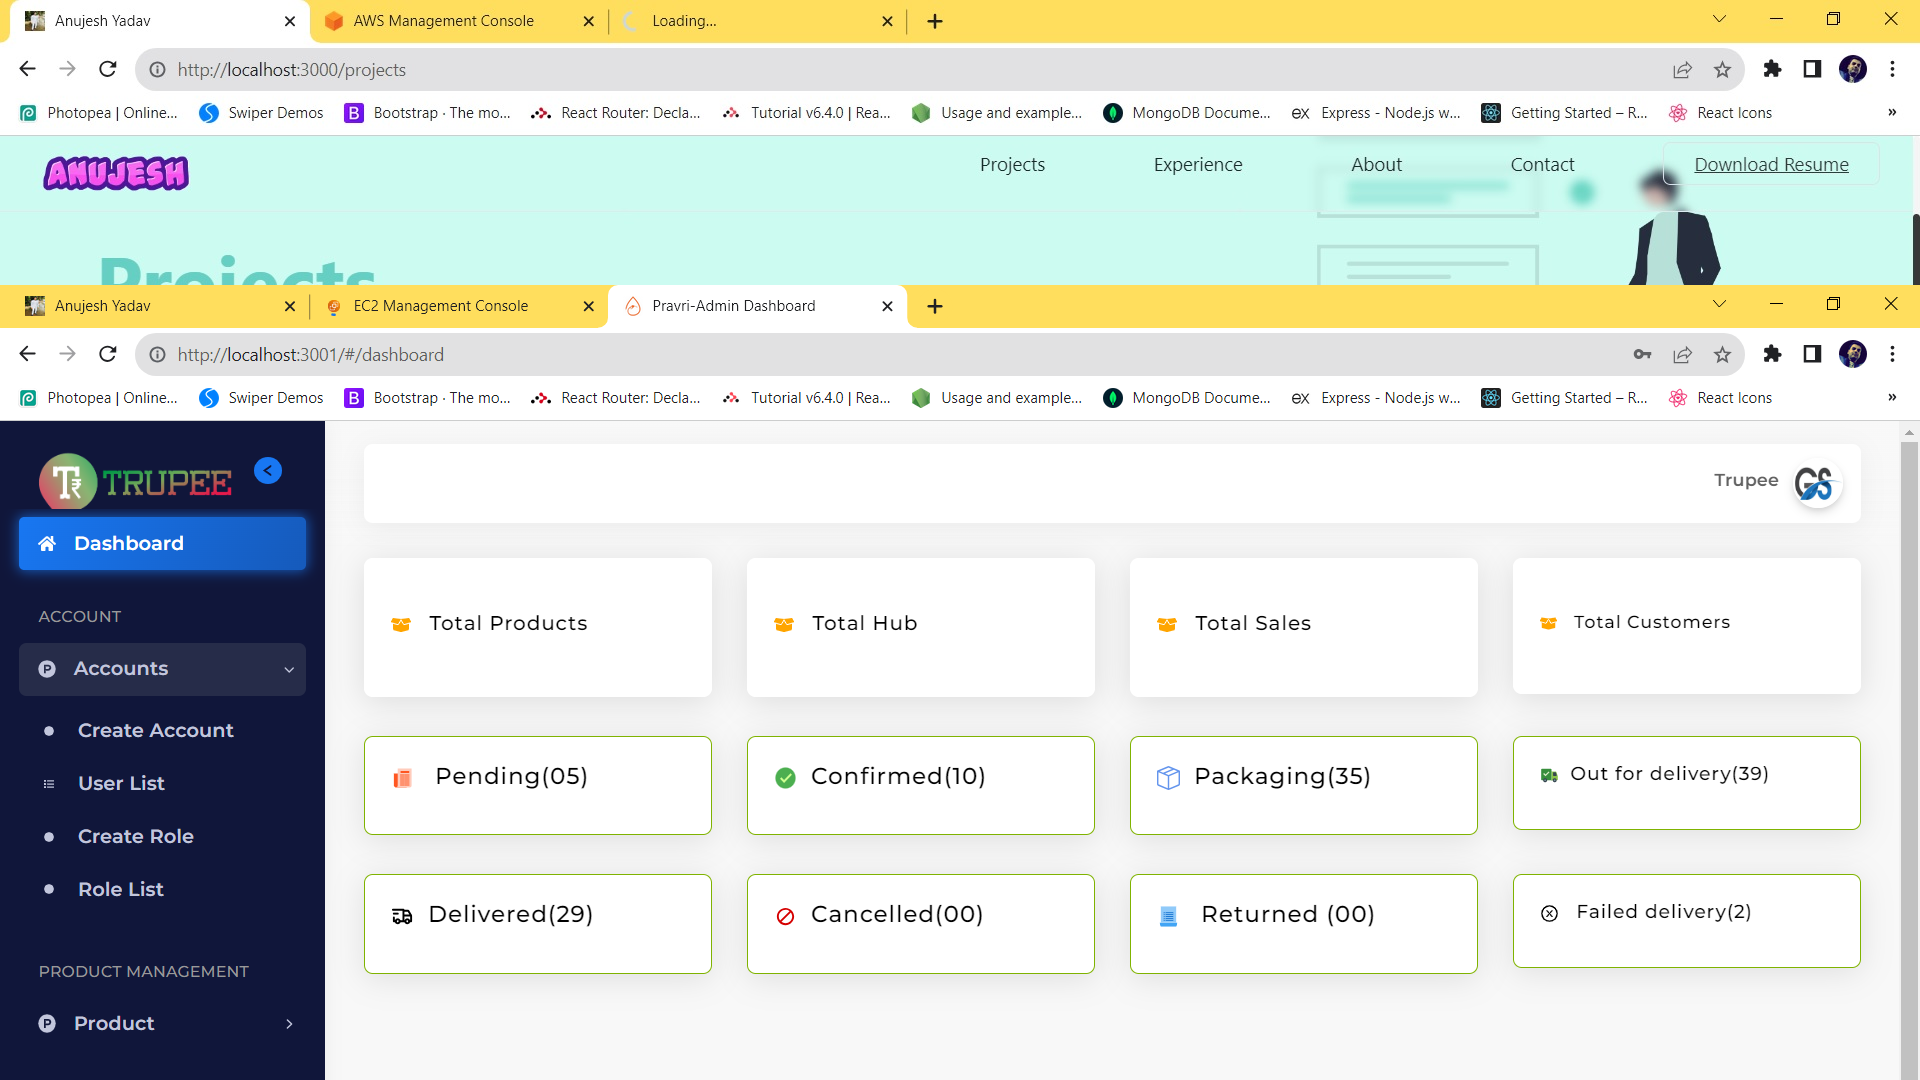 Anujesh Yadav
AWS Management Console
Loading...
http://localhost:3000/projects
Photopea | Online...
Swiper Demos
Bootstrap · The mo...
React Router: Decla...
Tutorial v6.4.0 | Rea...
Usage and example...
MongoDB Docume...
Express - Node.js w...
Getting Started – R...
React Icons
ANUJESH
Projects
Experience
About
Contact
Download Resume
Projects
Anujesh Yadav
EC2 Management Console
Pravri-Admin Dashboard
http://localhost:3001/#/dashboard
Photopea | Online...
Swiper Demos
Bootstrap · The mo...
React Router: Decla...
Tutorial v6.4.0 | Rea...
Usage and example...
MongoDB Docume...
Express - Node.js w...
Getting Started – R...
React Icons
TRUPEE
Dashboard
ACCOUNT
Accounts
Create Account
User List
Create Role
Role List
PRODUCT MANAGEMENT
Product
Trupee
Total Products
Total Hub
Total Sales
Total Customers
Pending(05)
Confirmed(10)
Packaging(35)
Out for delivery(39)
Delivered(29)
Cancelled(00)
Returned (00)
Failed delivery(2)